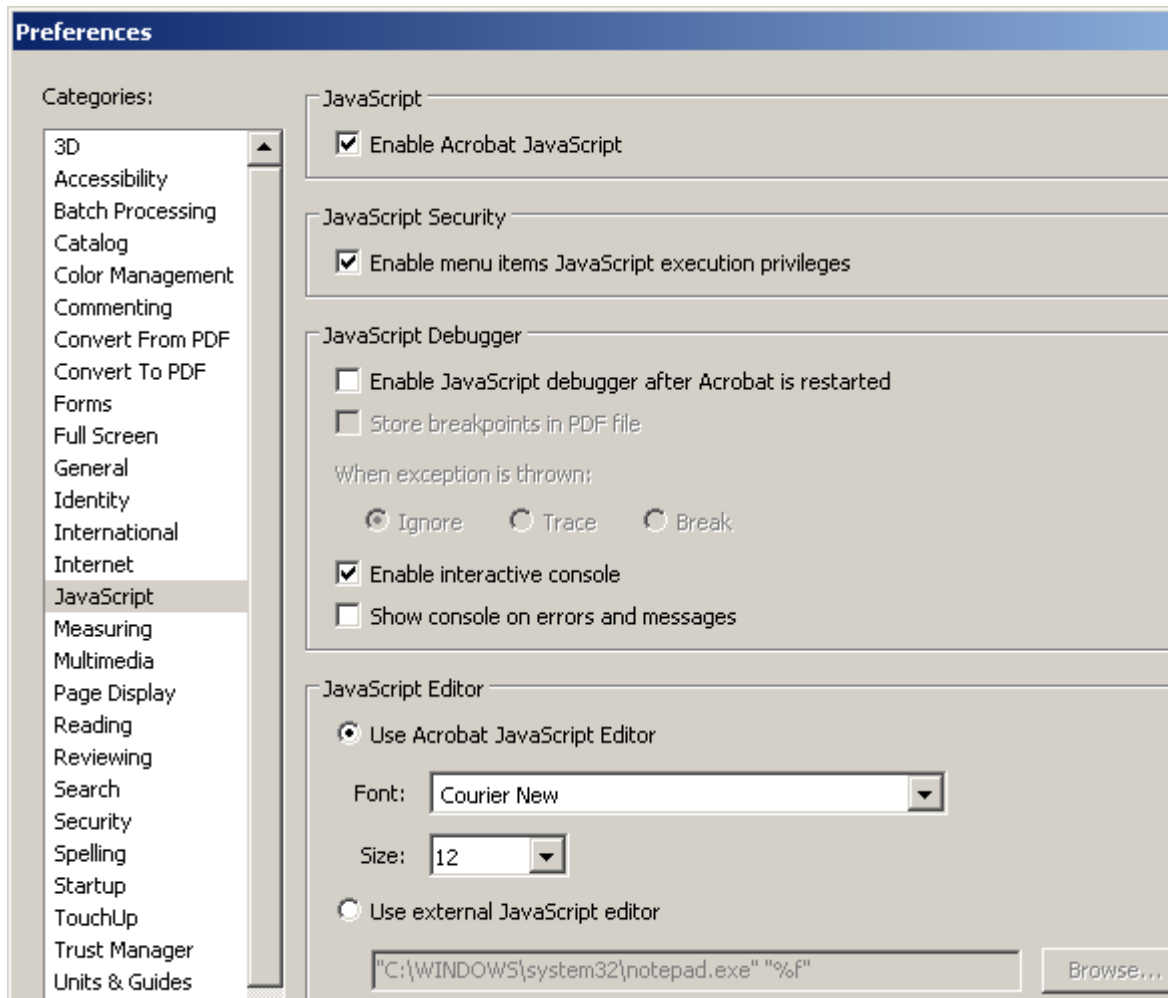 Preferences
Categories:
3D
Accessibility
Batch Processing
Catalog
Color Management
Commenting
Convert From PDF
Convert To PDF
Forms
Full Screen
General
Identity
International
Internet
JavaScript
Measuring
Multimedia
Page Display
Reading
Reviewing
Search
Security
Spelling
Startup
TouchUp
Trust Manager
Units & Guides
JavaScript
Enable Acrobat JavaScript
JavaScript Security
Enable menu items JavaScript execution privileges
JavaScript Debugger
Enable JavaScript debugger after Acrobat is restarted
Store breakpoints in PDF file
When exception is thrown:
Ignore Trace Break
Enable interactive console
Show console on errors and messages
JavaScript Editor
Use Acrobat JavaScript Editor
Font: Courier New
Size: 12
Use external JavaScript editor
"C:\WINDOWS\system32\notepad.exe" "%f" Browse...